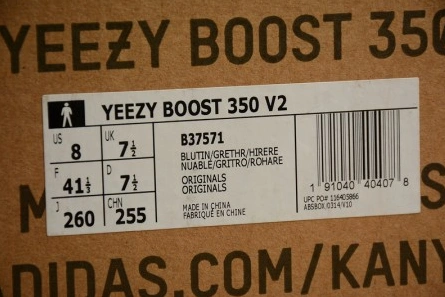 YEEZY BOOST 350
YEEZY BOOST 350 V2
US 8 UK 7½
F 41⅓ D 7½
J 260 CHN 255
B37571
BLUTIN/GRETHR/HIRERE
NUABLE/GRITRO/ROHARE
ORIGINALS
ORIGINALS
MADE IN CHINA
FABRIQUÉ EN CHINE
1 91040 40407 8
UPC PO# 116403866
ABSBOX/0314/V10
ADIDAS.COM/KANY